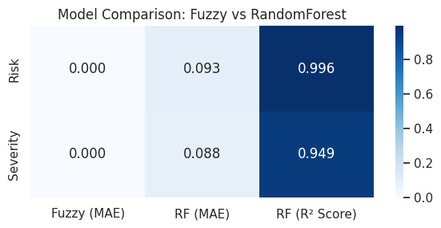 Model Comparison: Fuzzy vs RandomForest
Risk 0.000 0.093 0.996
Severity 0.000 0.088 0.949
Fuzzy (MAE) RF (MAE) RF (R² Score)
0.8
0.6
0.4
0.2
0.0